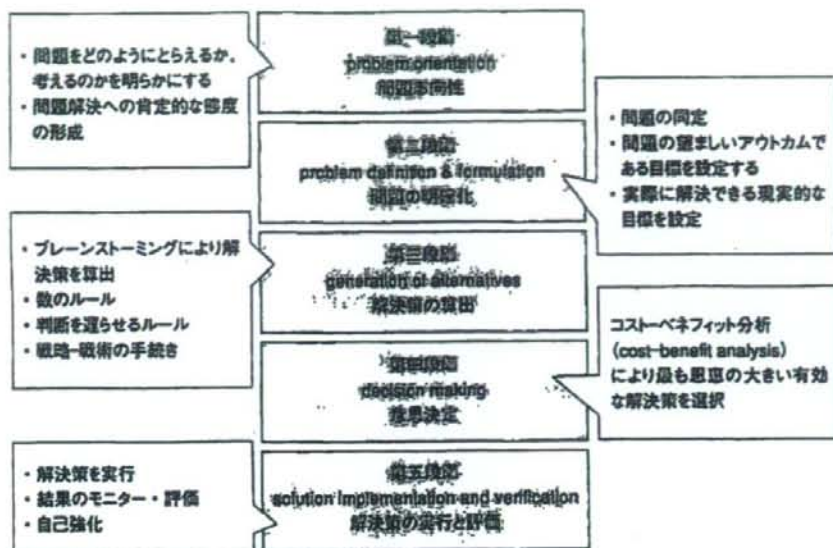 第一段階
problem orientation
問題志向性
・問題をどのようにとらえるか、
考えるのかを明らかにする
・問題解決への肯定的な態度
の形成
第二段階
problem definition & formulation
問題の明確化
・問題の同定
・問題の望ましいアウトカムで
ある目標を設定する
・実際に解決できる現実的な
目標を設定
第三段階
generation of alternatives
解決策の算出
・ブレーンストーミングにより解
決策を算出
・数のルール
・判断を遅らせるルール
・戦略-戦術の手続き
第四段階
decision making
意思決定
コスト-ベネフィット分析
(cost-benefit analysis)
により最も恩恵の大きい有効
な解決策を選択
第五段階
solution implementation and verification
解決策の実行と評価
・解決策を実行
・結果のモニター・評価
・自己強化